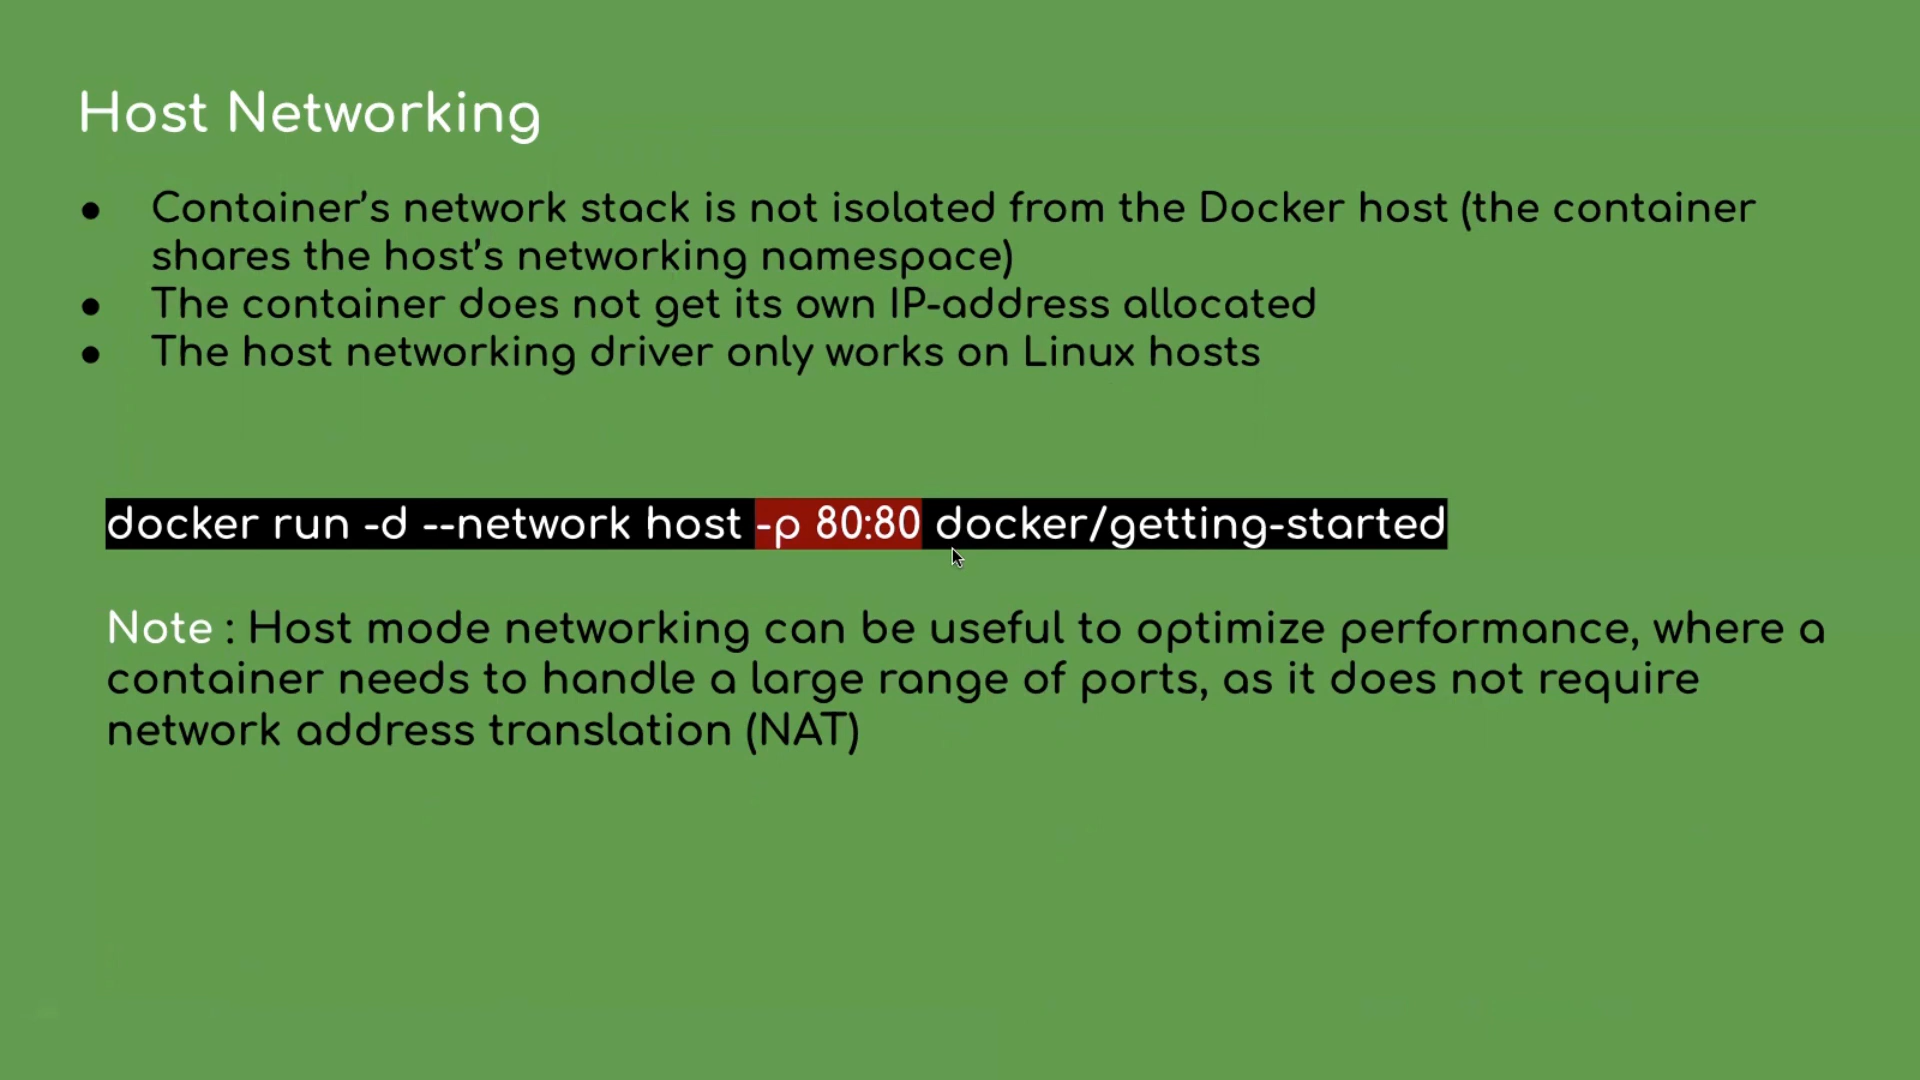 Host Networking
● Container’s network stack is not isolated from the Docker host (the container
shares the host’s networking namespace)
● The container does not get its own IP-address allocated
● The host networking driver only works on Linux hosts
docker run -d --network host -p 80:80 docker/getting-started
Note : Host mode networking can be useful to optimize performance, where a
container needs to handle a large range of ports, as it does not require
network address translation (NAT)